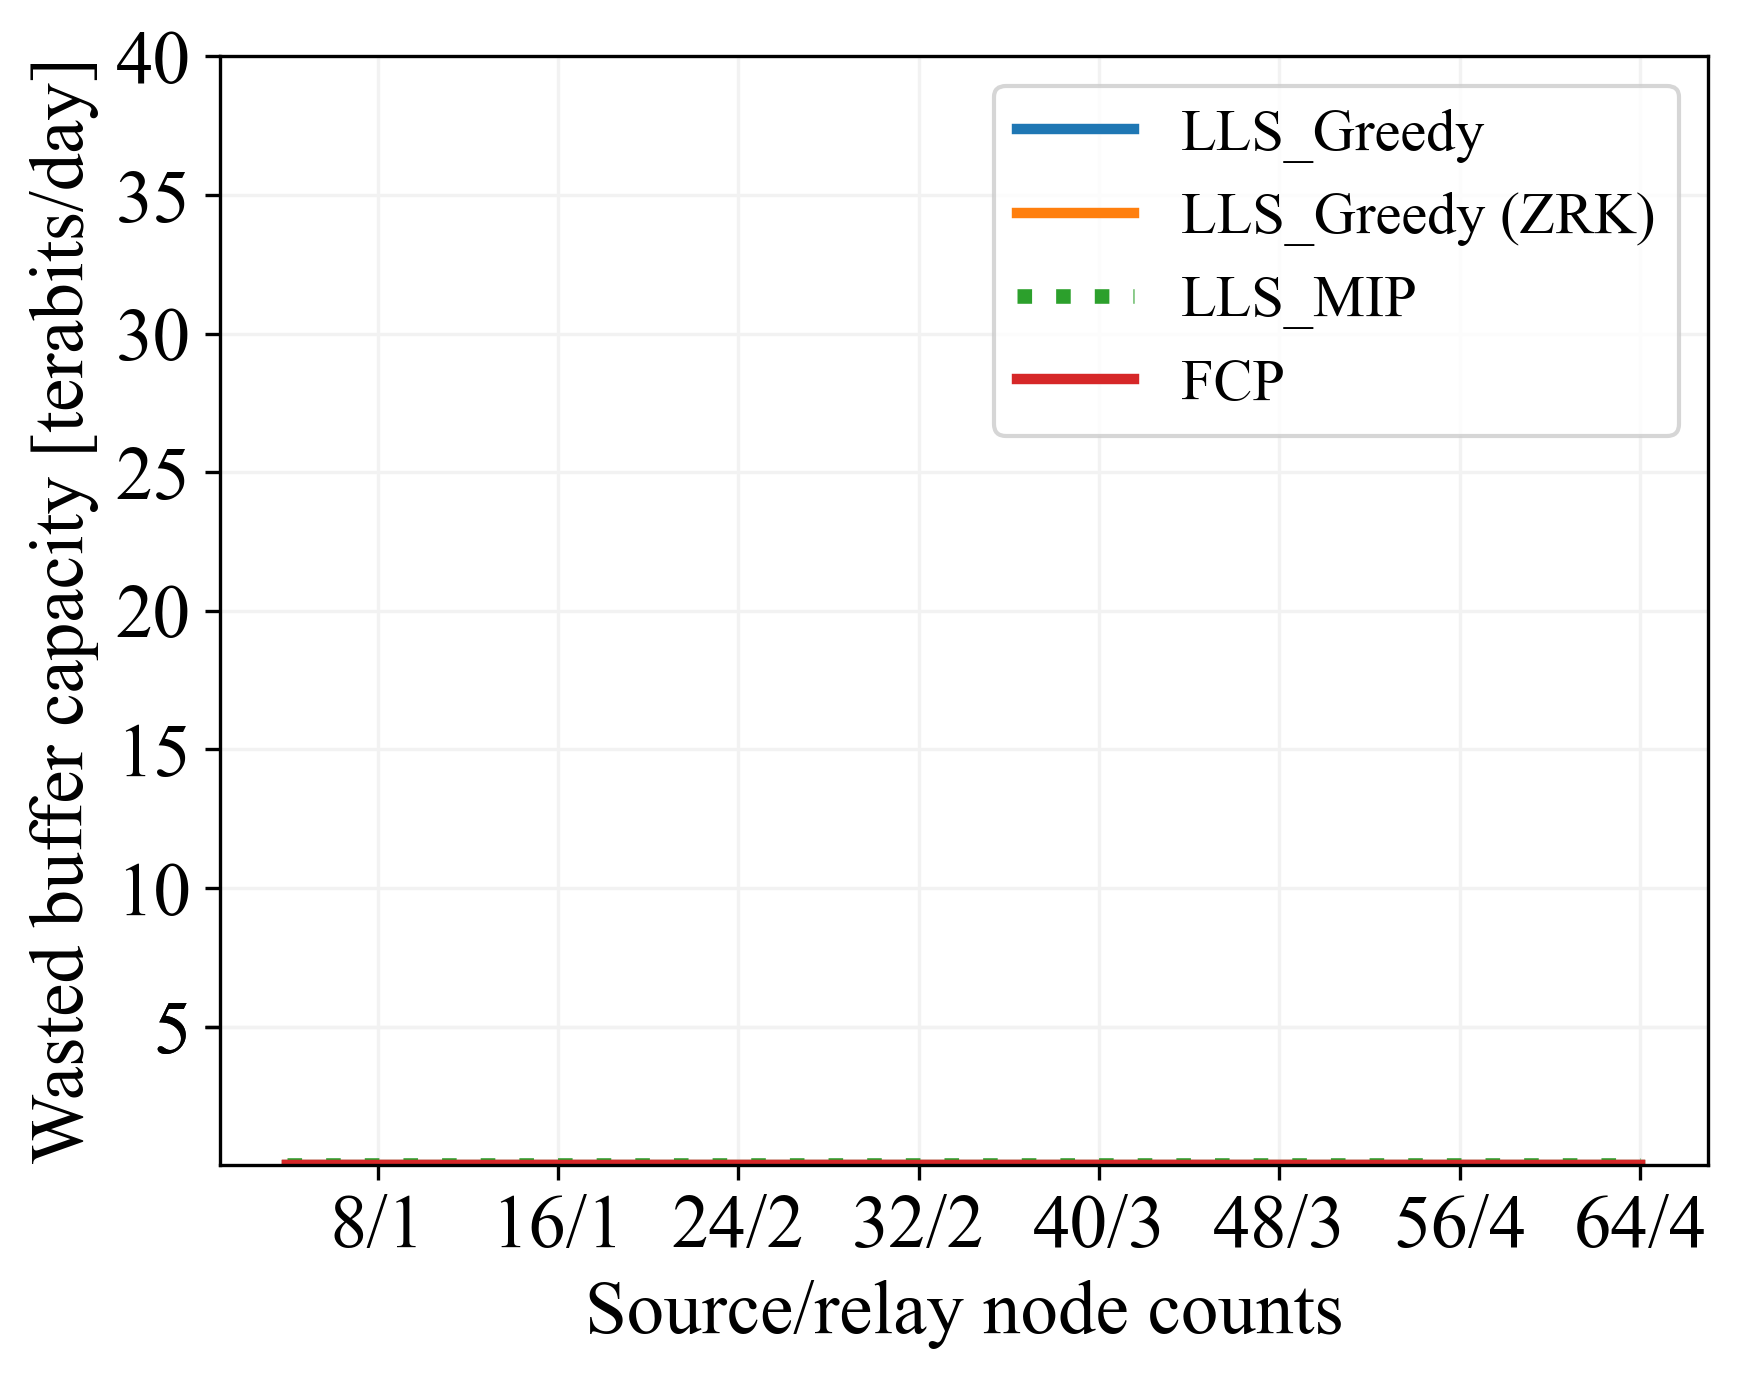 Wasted buffer capacity [terabits/day]
40
35
30
25
20
15
10
5
LLS_Greedy
LLS_Greedy (ZRK)
LLS_MIP
FCP
8/1 16/1 24/2 32/2 40/3 48/3 56/4 64/4
Source/relay node counts